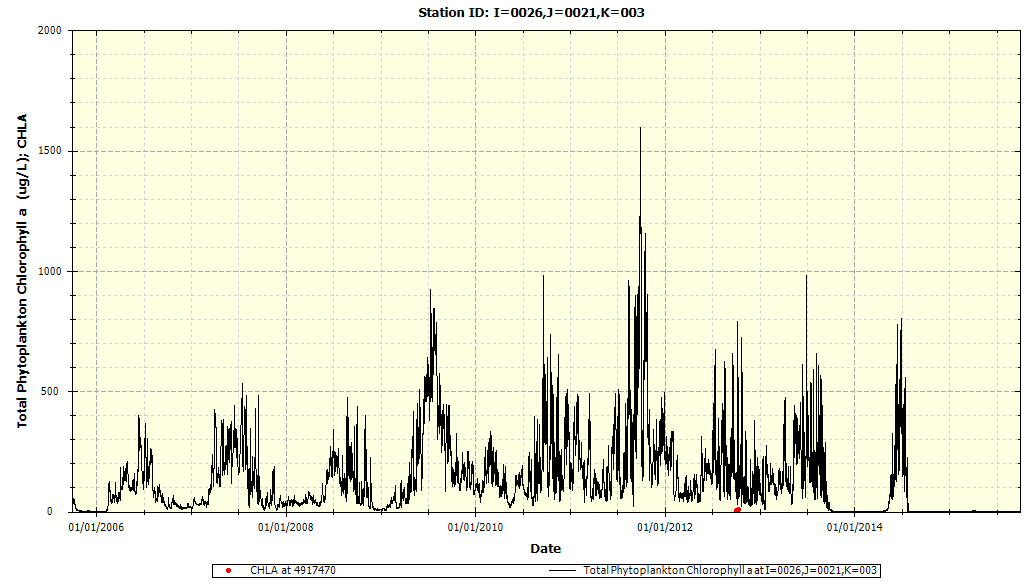 Station ID: I=0026,J=0021,K=003
Total Phytoplankton Chlorophyll a (ug/L); CHLA
2000
1500
1000
500
0
01/01/2006 01/01/2008 01/01/2010 01/01/2012 01/01/2014
Date
CHLA at 4917470 Total Phytoplankton Chlorophyll a at I=0026,J=0021,K=003